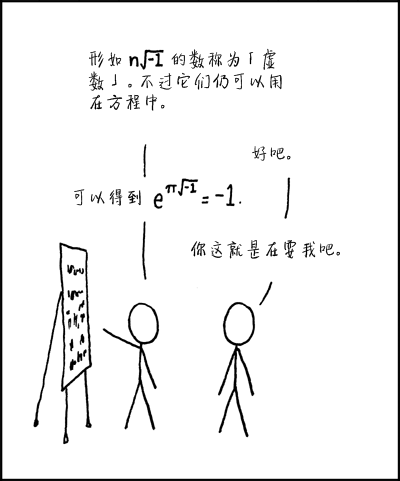 形如 n√-1 的数称为「虚
数」。不过它们仍可以用
在方程中。
好吧。
可以得到 e^π√-1 = -1.
你这就是在耍我吧。